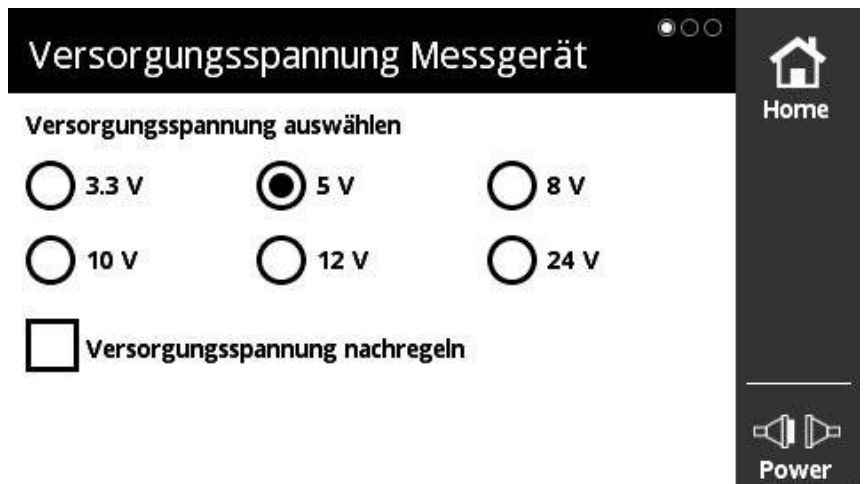 Versorgungsspannung Messgerät
Home
Versorgungsspannung auswählen
3.3 V 5 V 8 V
10 V 12 V 24 V
Versorgungsspannung nachregeln
Power